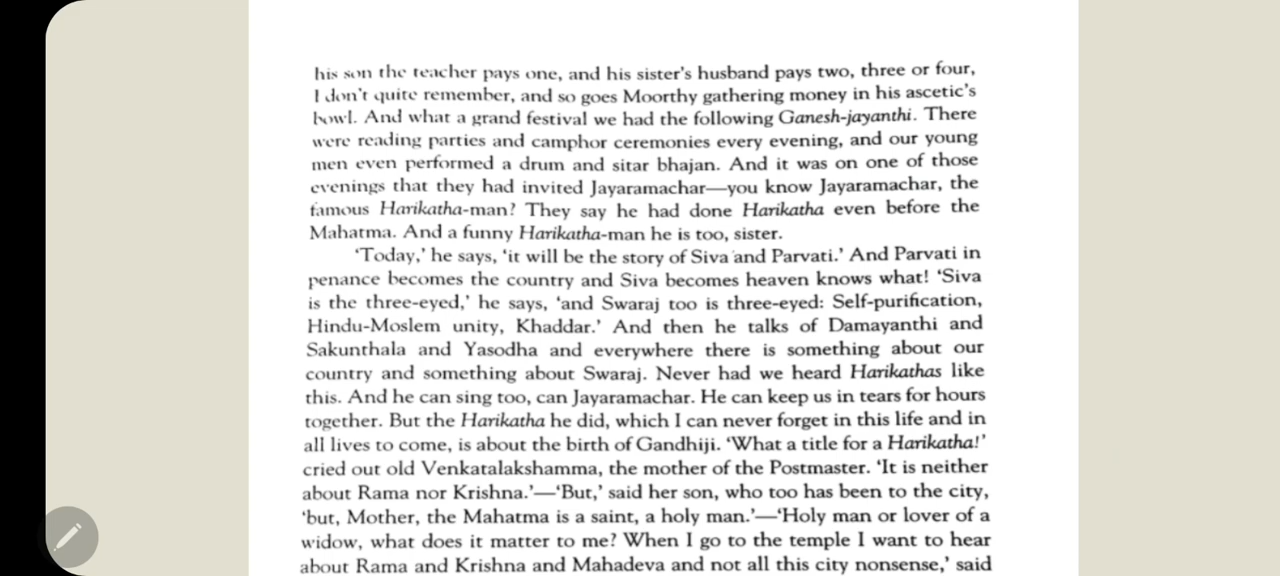 his son the teacher pays one, and his sister's husband pays two, three or four,
I don't quite remember, and so goes Moorthy gathering money in his ascetic's
bowl. And what a grand festival we had the following Ganesh-jayanthi. There
were reading parties and camphor ceremonies every evening, and our young
men even performed a drum and sitar bhajan. And it was on one of those
evenings that they had invited Jayaramachar—you know Jayaramachar, the
famous Harikatha-man? They say he had done Harikatha even before the
Mahatma. And a funny Harikatha-man he is too, sister.
'Today,' he says, 'it will be the story of Siva and Parvati.' And Parvati in
penance becomes the country and Siva becomes heaven knows what! 'Siva
is the three-eyed,' he says, 'and Swaraj too is three-eyed: Self-purification,
Hindu-Moslem unity, Khaddar.' And then he talks of Damayanthi and
Sakunthala and Yasodha and everywhere there is something about our
country and something about Swaraj. Never had we heard Harikathas like
this. And he can sing too, can Jayaramachar. He can keep us in tears for hours
together. But the Harikatha he did, which I can never forget in this life and in
all lives to come, is about the birth of Gandhiji. 'What a title for a Harikatha!'
cried out old Venkatalakshamma, the mother of the Postmaster. 'It is neither
about Rama nor Krishna.'—'But,' said her son, who too has been to the city,
'but, Mother, the Mahatma is a saint, a holy man.'—'Holy man or lover of a
widow, what does it matter to me? When I go to the temple I want to hear
about Rama and Krishna and Mahadeva and not all this city nonsense,' said